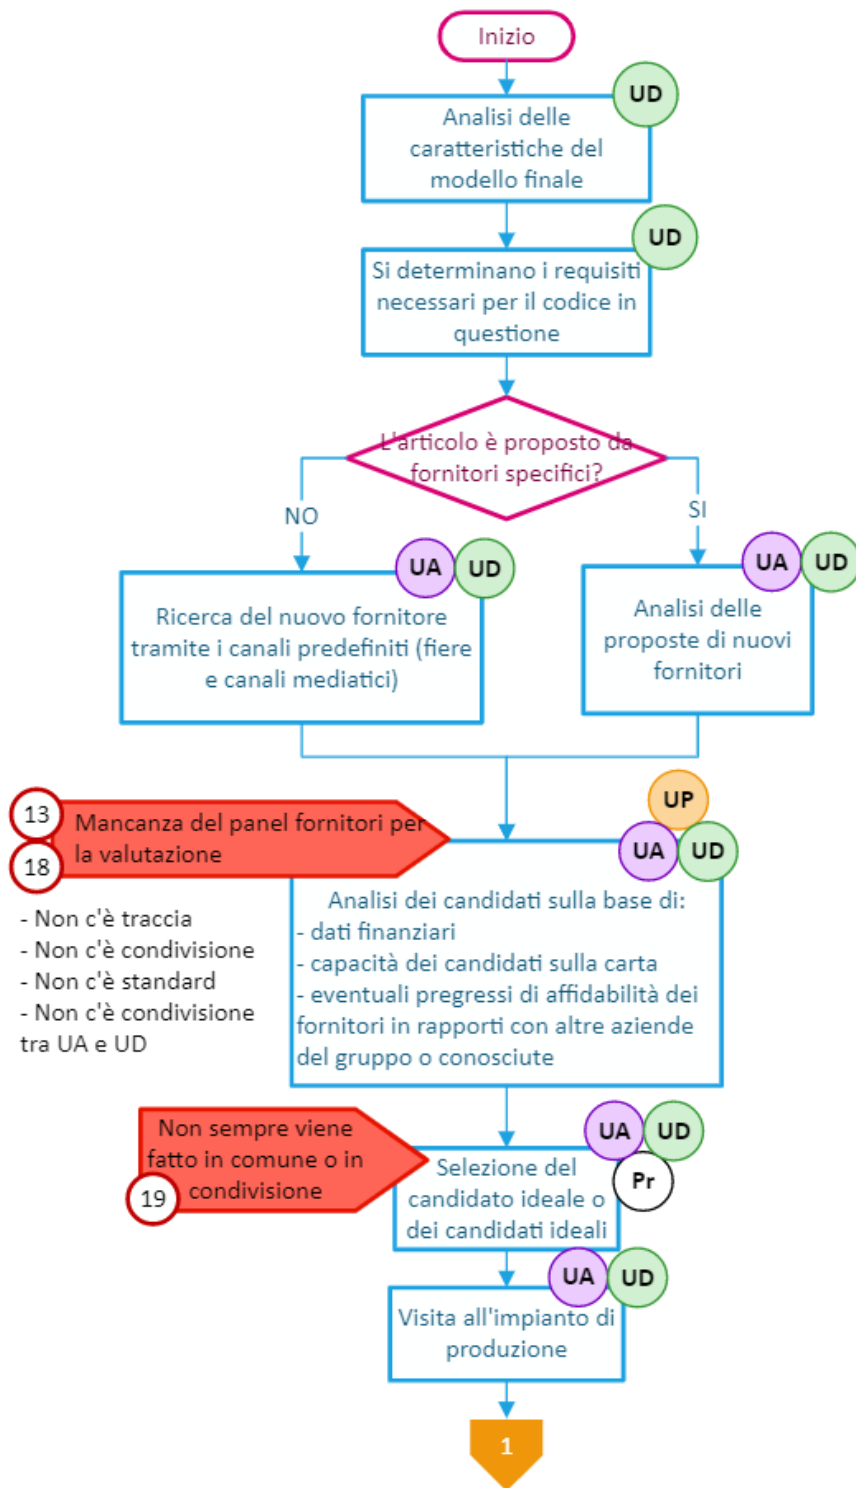 Inizio
UD
Analisi delle
caratteristiche del
modello finale
UD
Si determinano i requisiti
necessari per il codice in
questione
L'articolo è proposto da
fornitori specifici?
NO
SI
UA UD
Ricerca del nuovo fornitore
tramite i canali predefiniti (fiere
e canali mediatici)
UA UD
Analisi delle
proposte di nuovi
fornitori
13
18
Mancanza del panel fornitori per
la valutazione
- Non c'è traccia
- Non c'è condivisione
- Non c'è standard
- Non c'è condivisione
tra UA e UD
UP
UA UD
Analisi dei candidati sulla base di:
- dati finanziari
- capacità dei candidati sulla carta
- eventuali pregressi di affidabilità dei
fornitori in rapporti con altre aziende
del gruppo o conosciute
Non sempre viene
fatto in comune o in
condivisione
19
UA UD
Pr
Selezione del
candidato ideale o
dei candidati ideali
UA UD
Visita all'impianto di
produzione
1